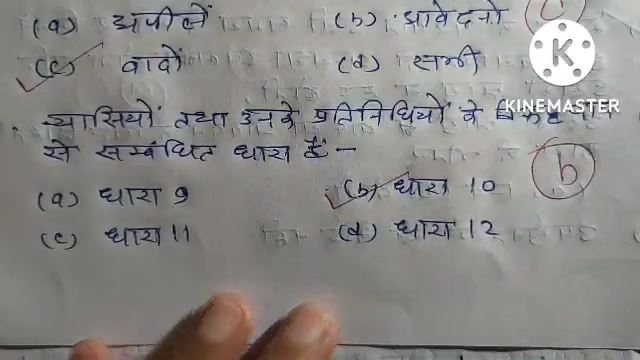 (a) अपीलों (b) आवेदनो
(c) वादों (d) सभी
न्यासियों तथा उनके प्रतिनिधियों के विरुद्ध वाद
से सम्बंधित धारा हैं -
(a) धारा 9 (b) धारा 10
(c) धारा 11 (d) धारा 12
b
K
KINEMASTER